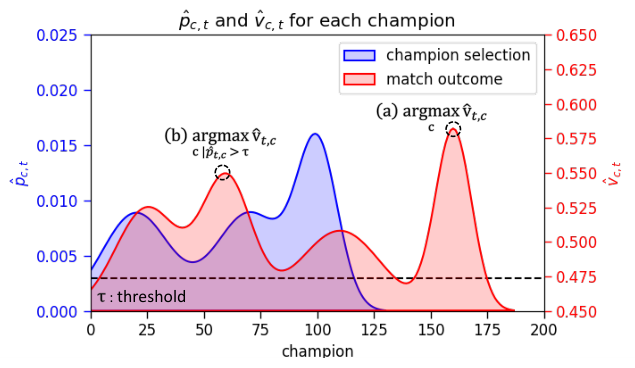 p̂c,t and v̂c,t for each champion
champion selection
match outcome
(a) argmax v̂t,c
c
(b) argmax v̂t,c
c |p̂t,c > τ
τ : threshold
p̂c,t
0.025
0.020
0.015
0.010
0.005
0.000
v̂c,t
0.650
0.625
0.600
0.575
0.550
0.525
0.500
0.475
0.450
0 25 50 75 100 125 150 175 200
champion